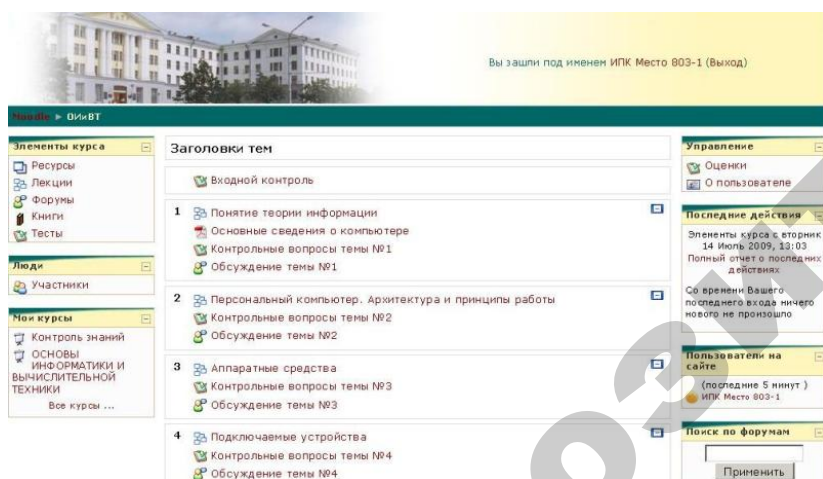 Вы зашли под именем ИПК Место 803-1 (Выход)
Moodle ► ОИиВТ
Элементы курса
Ресурсы
Лекции
Форумы
Книги
Тесты
Люди
Участники
Мои курсы
Контроль знаний
ОСНОВЫ
ИНФОРМАТИКИ И
ВЫЧИСЛИТЕЛЬНОЙ
ТЕХНИКИ
Все курсы ...
Заголовки тем
Входной контроль
1 Понятие теории информации
Основные сведения о компьютере
Контрольные вопросы темы №1
Обсуждение темы №1
2 Персональный компьютер. Архитектура и принципы работы
Контрольные вопросы темы №2
Обсуждение темы №2
3 Аппаратные средства
Контрольные вопросы темы №3
Обсуждение темы №3
4 Подключаемые устройства
Контрольные вопросы темы №4
Обсуждение темы №4
Управление
Оценки
О пользователе
Последние действия
Элементы курса с вторник
14 Июль 2009, 13:03
Полный отчет о последних
действиях
Со времени Вашего
последнего входа ничего
нового не произошло
Пользователи на
сайте
(последние 5 минут )
ИПК Место 803-1
Поиск по форумам
Применить